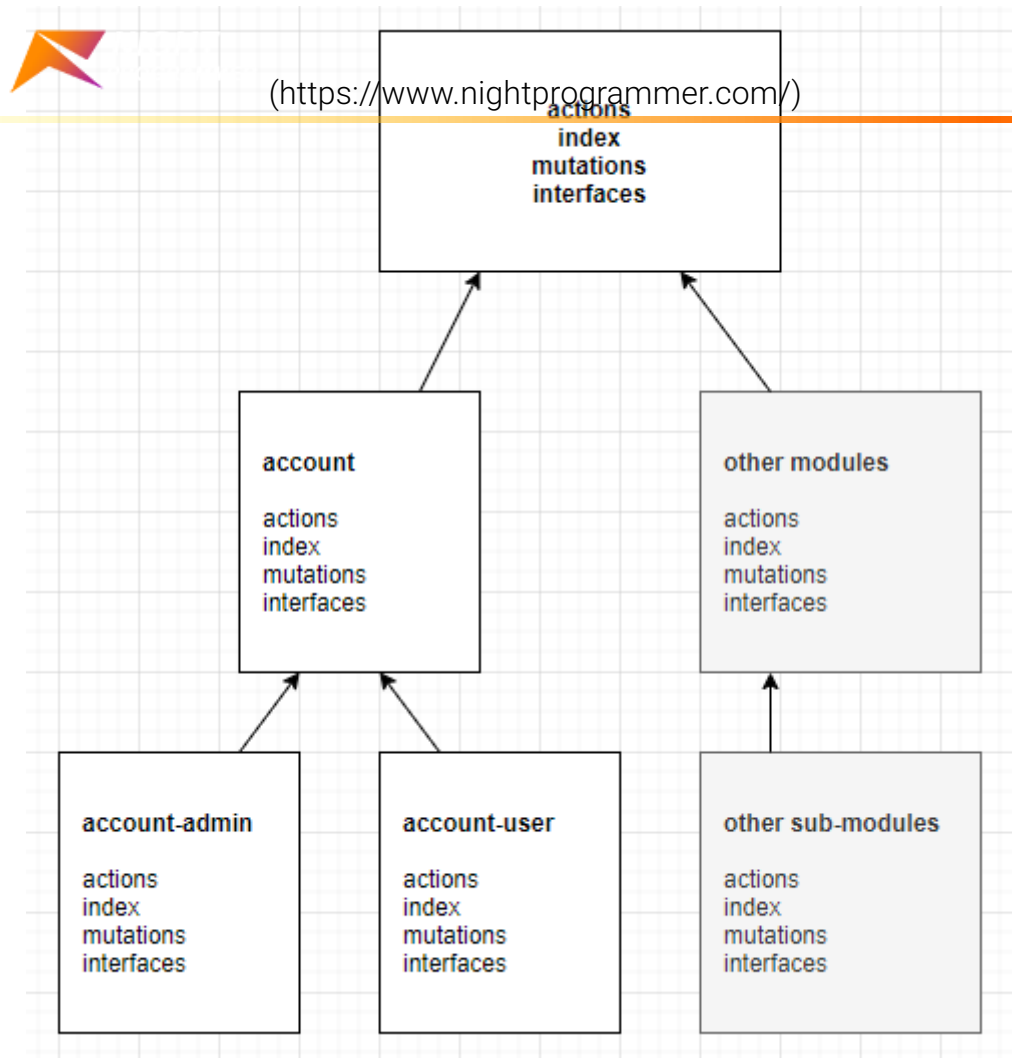 (https://www.nightprogrammer.com/)
actions
index
mutations
interfaces
account
actions
index
mutations
interfaces
other modules
actions
index
mutations
interfaces
account-admin
actions
index
mutations
interfaces
account-user
actions
index
mutations
interfaces
other sub-modules
actions
index
mutations
interfaces